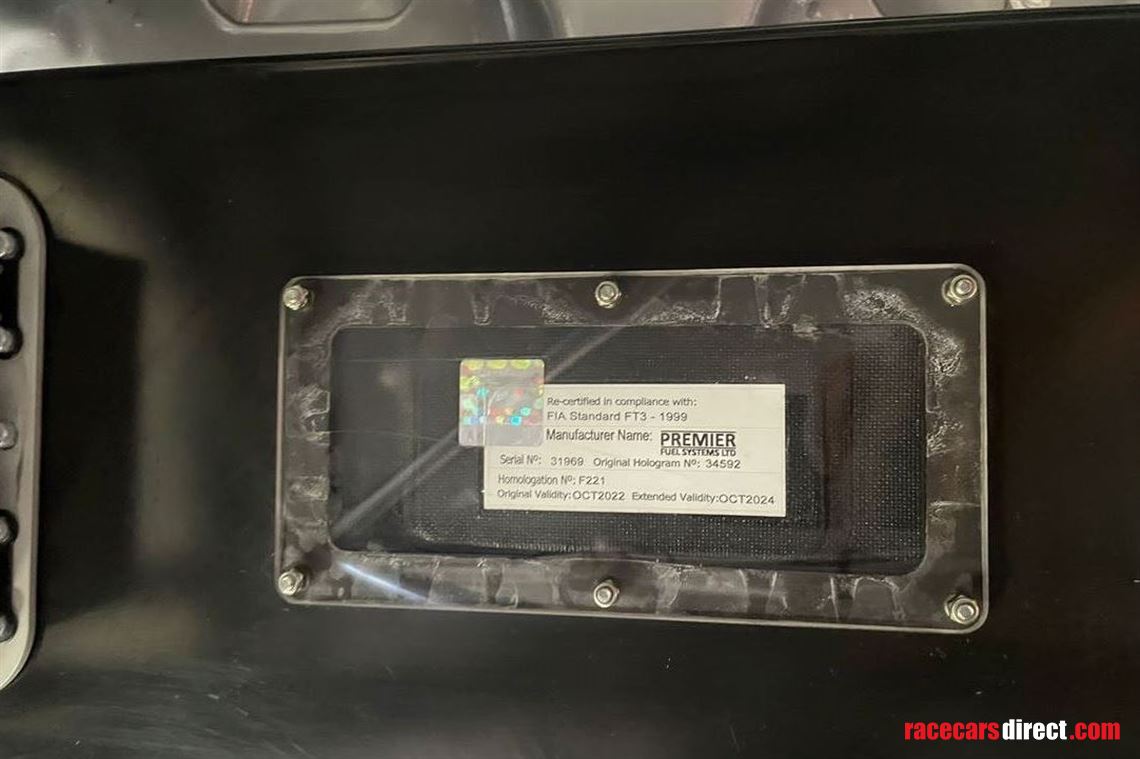 Re-certified in compliance with:
FIA Standard FT3 - 1999
Manufacturer Name: PREMIER
FUEL SYSTEMS LTD
Serial Nº: 31969 Original Hologram Nº: 34592
Homologation Nº: F221
Original Validity: OCT2022 Extended Validity: OCT2024
racecarsdirect.com